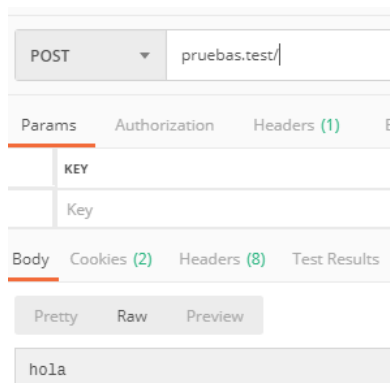 POST pruebas.test/
Params Authorization Headers (1)
KEY
Key
Body Cookies (2) Headers (8) Test Results
Pretty Raw Preview
hola